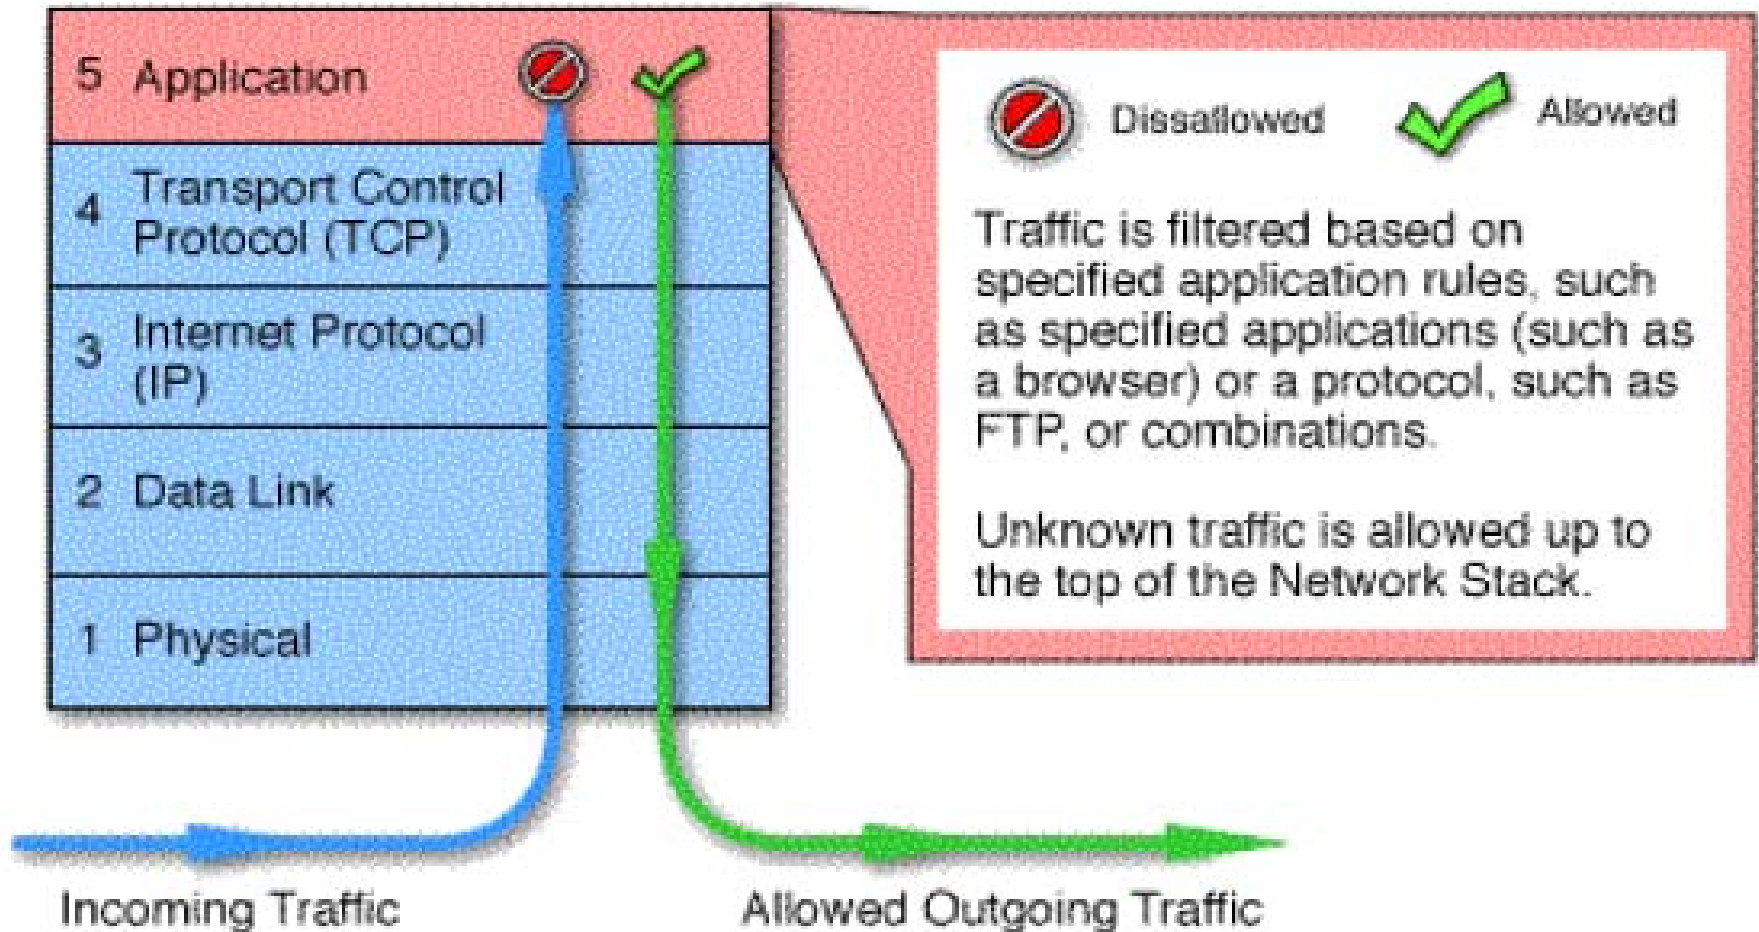 5 Application
4 Transport Control
Protocol (TCP)
3 Internet Protocol
(IP)
2 Data Link
1 Physical
Incoming Traffic
Allowed Outgoing Traffic
Dissallowed
Allowed
Traffic is filtered based on
specified application rules, such
as specified applications (such as
a browser) or a protocol, such as
FTP, or combinations.
Unknown traffic is allowed up to
the top of the Network Stack.